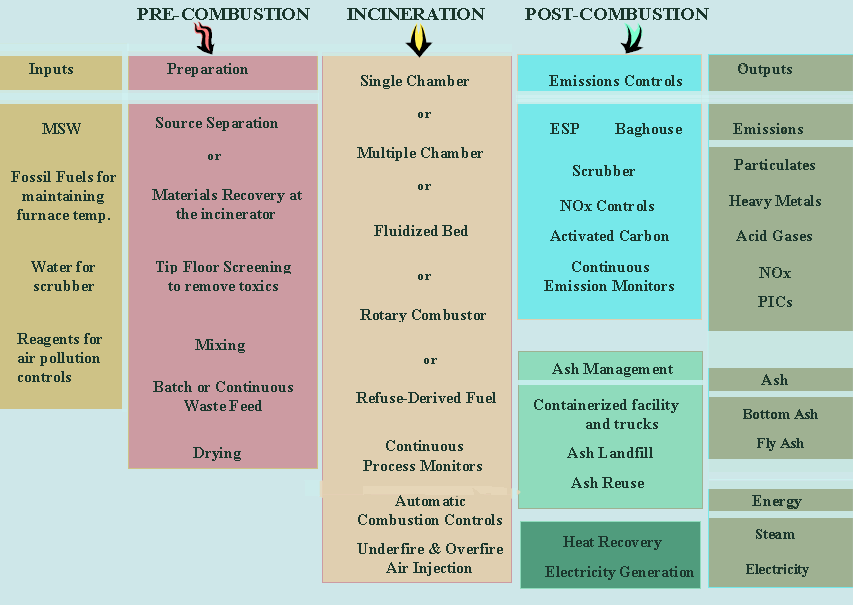 PRE-COMBUSTION
INCINERATION
POST-COMBUSTION
Inputs
MSW
Fossil Fuels for
maintaining
furnace temp.
Water for
scrubber
Reagents for
air pollution
controls
Preparation
Source Separation
or
Materials Recovery at
the incinerator
Tip Floor Screening
to remove toxics
Mixing
Batch or Continuous
Waste Feed
Drying
Single Chamber
or
Multiple Chamber
or
Fluidized Bed
or
Rotary Combustor
or
Refuse-Derived Fuel
Continuous
Process Monitors
Automatic
Combustion Controls
Underfire & Overfire
Air Injection
Emissions Controls
ESP Baghouse
Scrubber
NOx Controls
Activated Carbon
Continuous
Emission Monitors
Ash Management
Containerized facility
and trucks
Ash Landfill
Ash Reuse
Heat Recovery
Electricity Generation
Outputs
Emissions
Particulates
Heavy Metals
Acid Gases
NOx
PICs
Ash
Bottom Ash
Fly Ash
Energy
Steam
Electricity